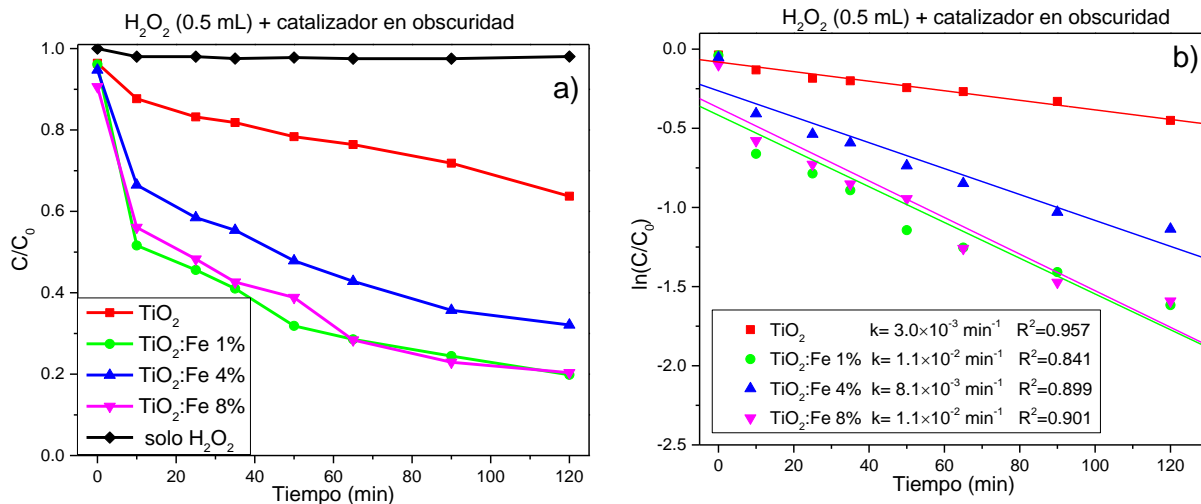 H₂O₂ (0.5 mL) + catalizador en obscuridad
a)
C/C₀
1.0
0.8
0.6
0.4
0.2
0.0
TiO₂
TiO₂:Fe 1%
TiO₂:Fe 4%
TiO₂:Fe 8%
solo H₂O₂
0 20 40 60 80 100 120
Tiempo (min)
H₂O₂ (0.5 mL) + catalizador en obscuridad
b)
ln(C/C₀)
0.0
-0.5
-1.0
-1.5
-2.0
-2.5
TiO₂ k= 3.0×10⁻³ min⁻¹ R²=0.957
TiO₂:Fe 1% k= 1.1×10⁻² min⁻¹ R²=0.841
TiO₂:Fe 4% k= 8.1×10⁻³ min⁻¹ R²=0.899
TiO₂:Fe 8% k= 1.1×10⁻² min⁻¹ R²=0.901
0 20 40 60 80 100 120
Tiempo (min)